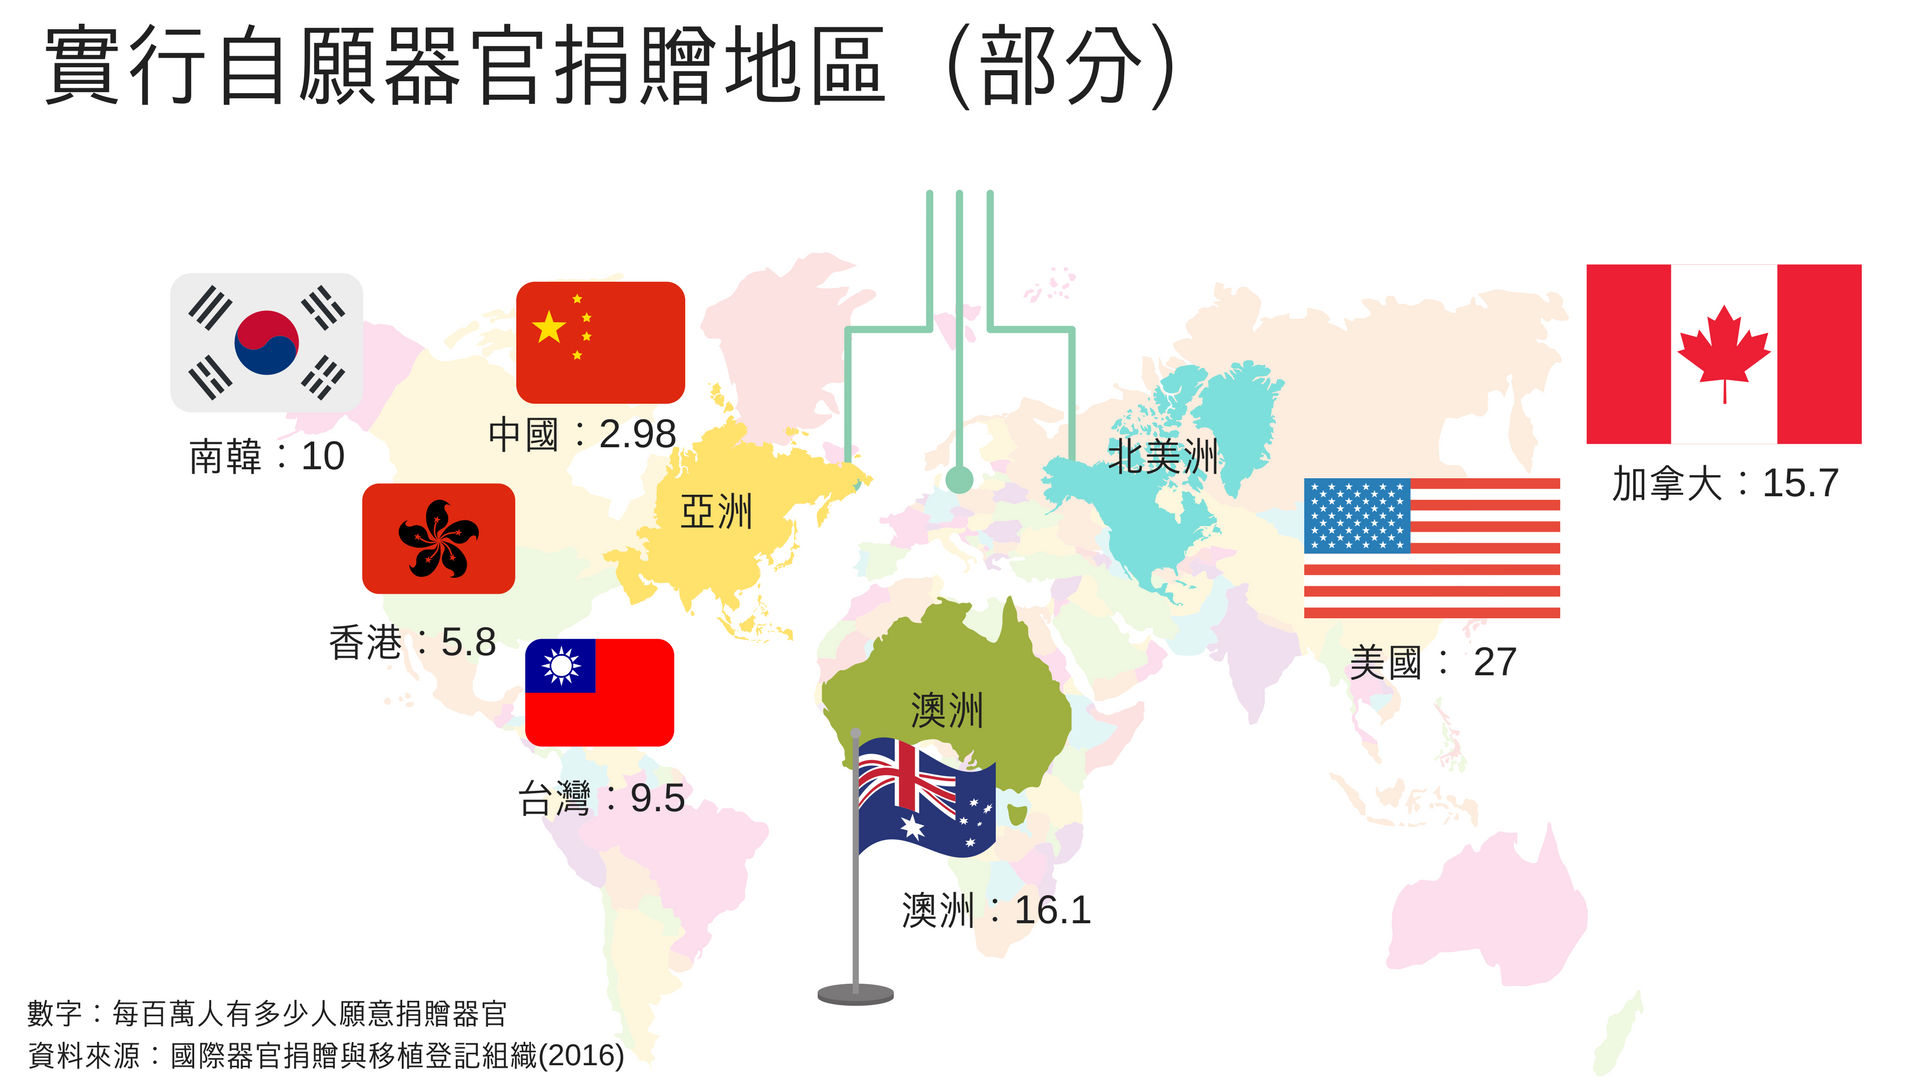 實行自願器官捐贈地區（部分）
南韓：10
中國：2.98
香港：5.8
台灣：9.5
亞洲
北美洲
加拿大：15.7
美國： 27
澳洲
澳洲：16.1
數字：每百萬人有多少人願意捐贈器官
資料來源：國際器官捐贈與移植登記組織(2016)